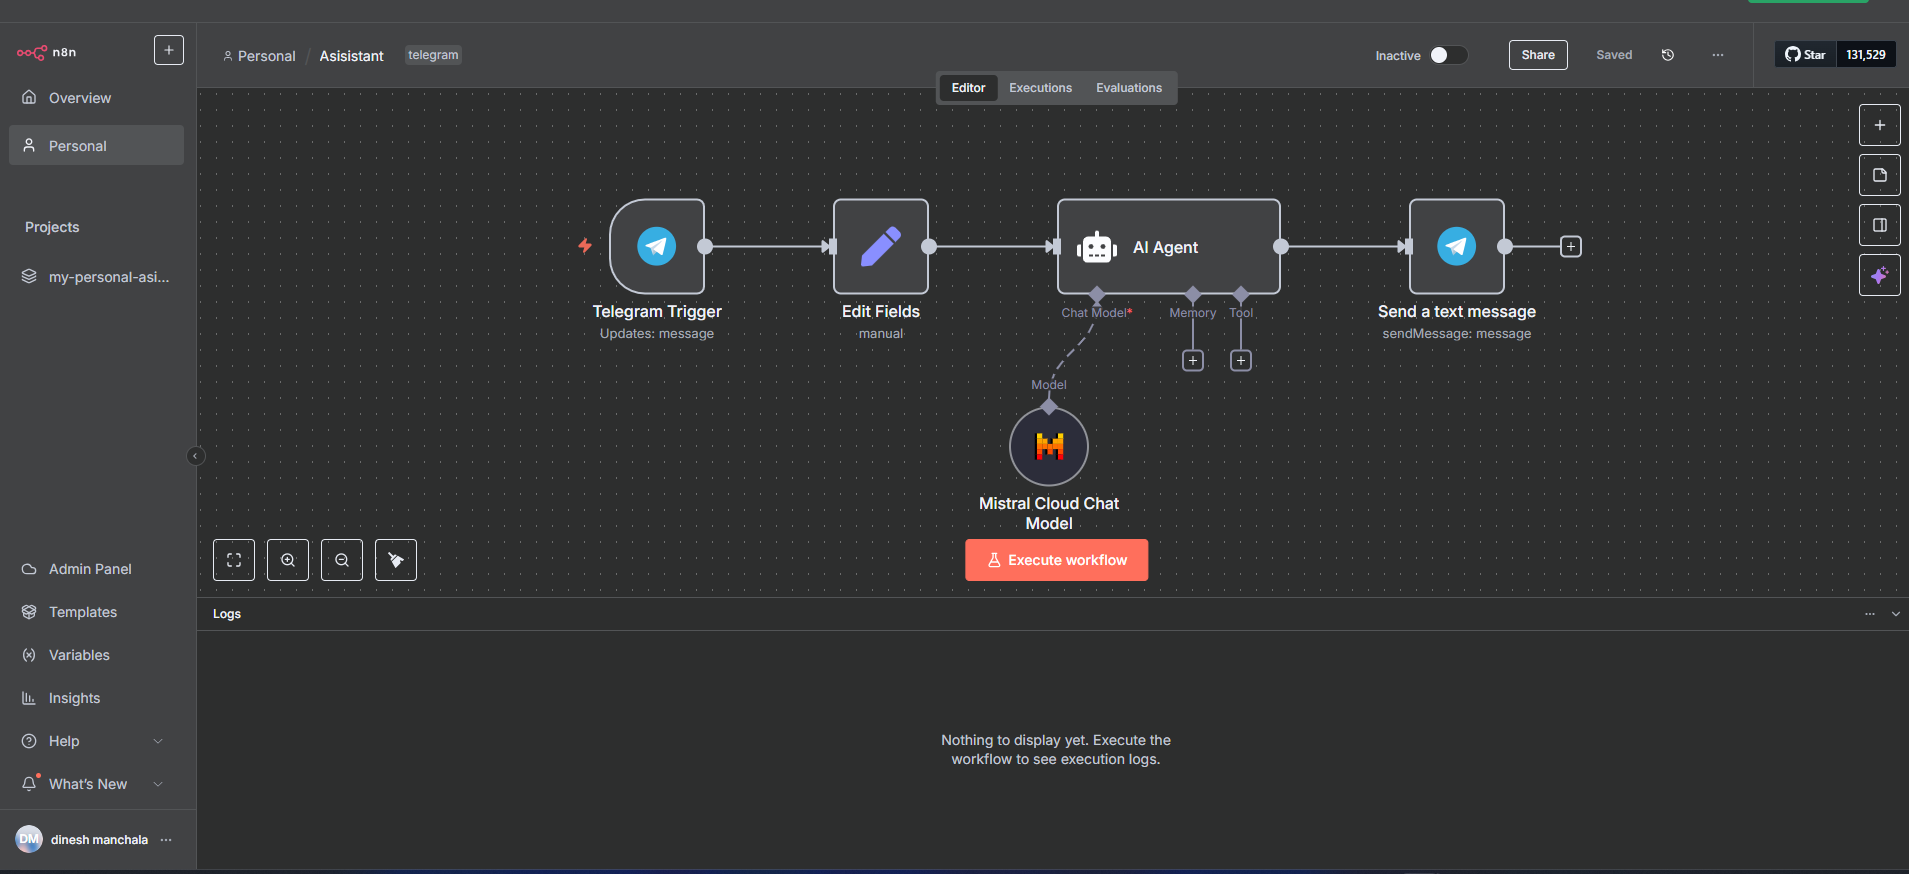 n8n
Personal / Asisistant telegram
Inactive
Share
Saved
Star 131,529
Editor Executions Evaluations
Overview
Personal
Projects
my-personal-asi...
Telegram Trigger
Updates: message
Edit Fields
manual
AI Agent
Chat Model*
Memory
Tool
Send a text message
sendMessage: message
Model
Mistral Cloud Chat
Model
Execute workflow
Admin Panel
Templates
Variables
Insights
Help
What's New
DM dinesh manchala
Logs
Nothing to display yet. Execute the
workflow to see execution logs.